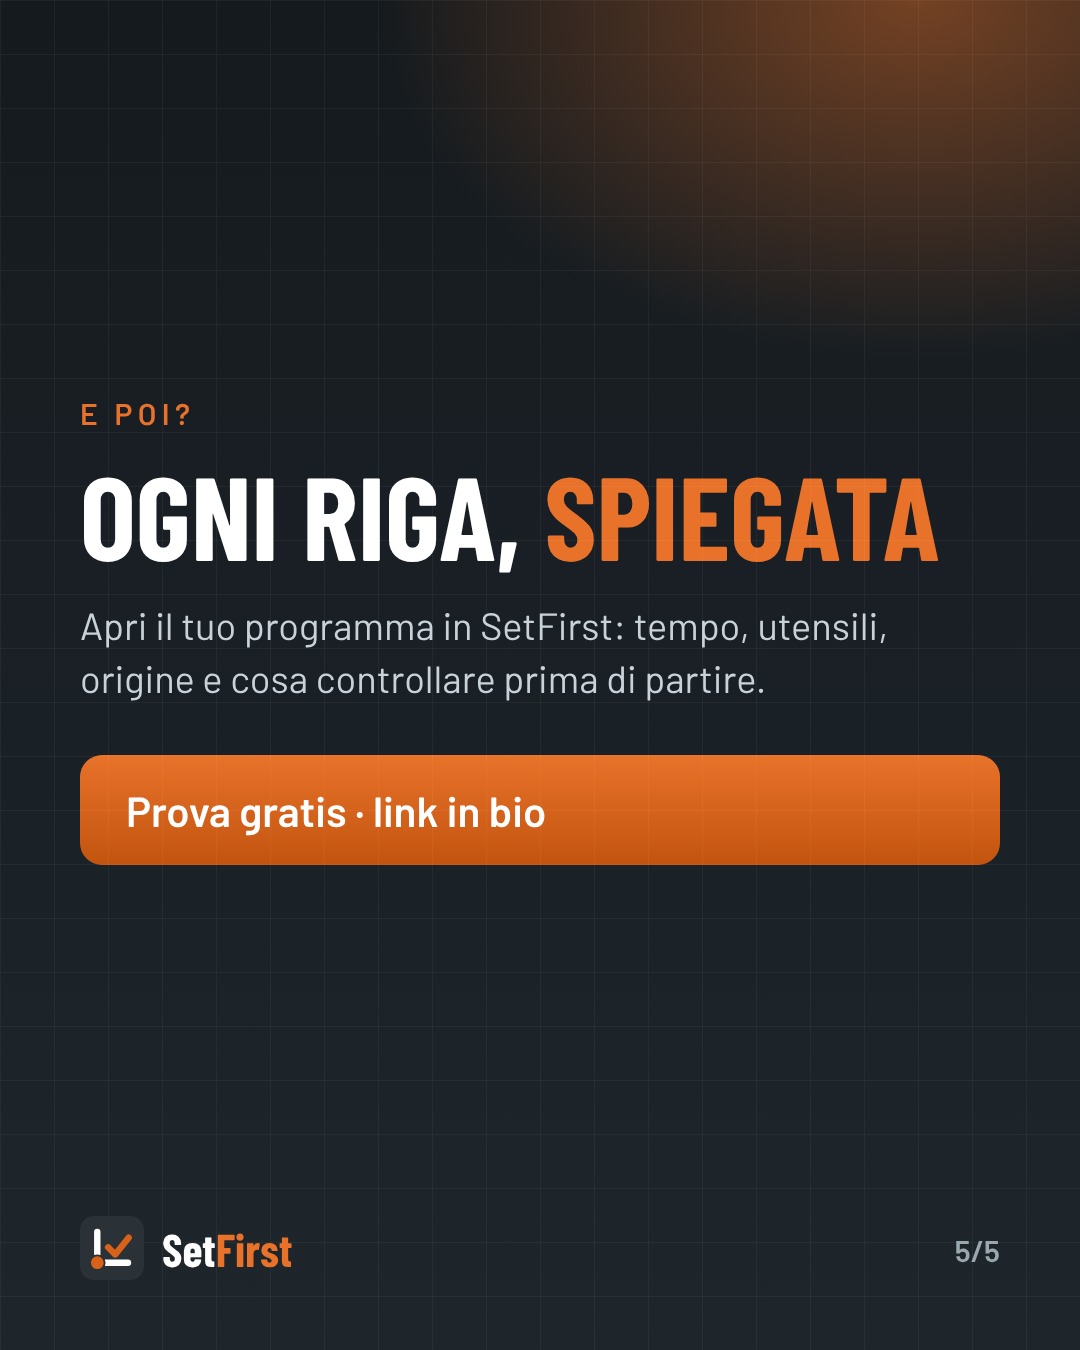 E POI?
OGNI RIGA, SPIEGATA
Apri il tuo programma in SetFirst: tempo, utensili,
origine e cosa controllare prima di partire.
Prova gratis · link in bio
SetFirst
5/5